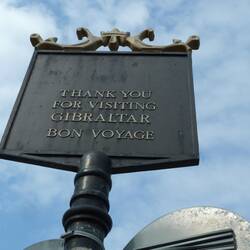 THANK YOU
FOR VISITING
GIBRALTAR
BON VOYAGE